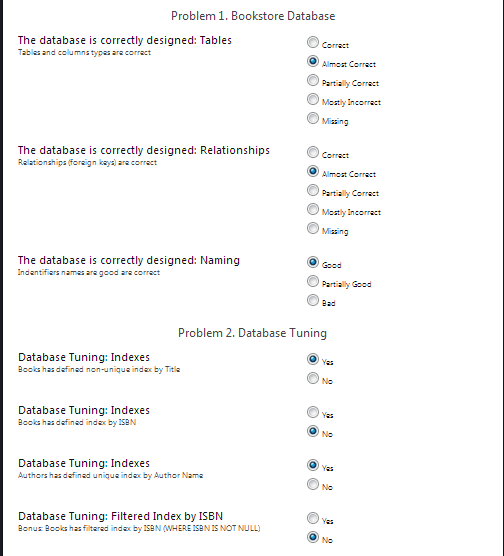 Problem 1. Bookstore Database
The database is correctly designed: Tables
Tables and columns types are correct
Correct
Almost Correct
Partially Correct
Mostly Incorrect
Missing
The database is correctly designed: Relationships
Relationships (foreign keys) are correct
Correct
Almost Correct
Partially Correct
Mostly Incorrect
Missing
The database is correctly designed: Naming
Indentifiers names are good are correct
Good
Partially Good
Bad
Problem 2. Database Tuning
Database Tuning: Indexes
Books has defined non-unique index by Title
Yes
No
Database Tuning: Indexes
Books has defined index by ISBN
Yes
No
Database Tuning: Indexes
Authors has defined unique index by Author Name
Yes
No
Database Tuning: Filtered Index by ISBN
Bonus: Books has filtered index by ISBN (WHERE ISBN IS NOT NULL)
Yes
No